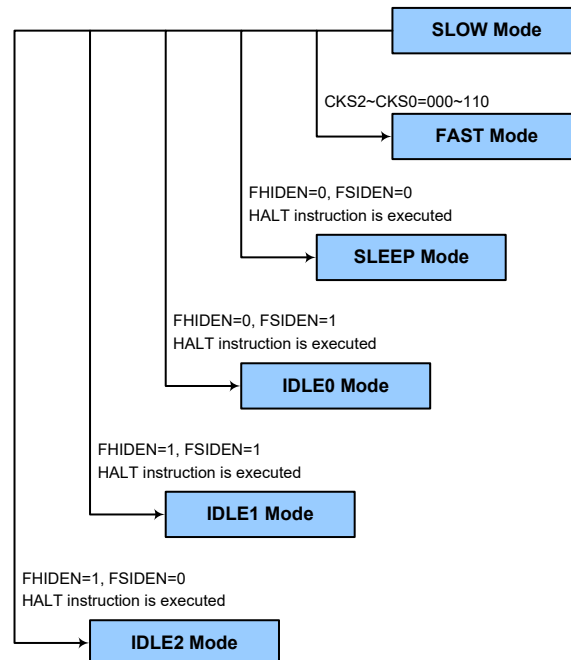 SLOW Mode
CKS2~CKS0=000~110
FAST Mode
FHIDEN=0, FSIDEN=0
HALT instruction is executed
SLEEP Mode
FHIDEN=0, FSIDEN=1
HALT instruction is executed
IDLE0 Mode
FHIDEN=1, FSIDEN=1
HALT instruction is executed
IDLE1 Mode
FHIDEN=1, FSIDEN=0
HALT instruction is executed
IDLE2 Mode